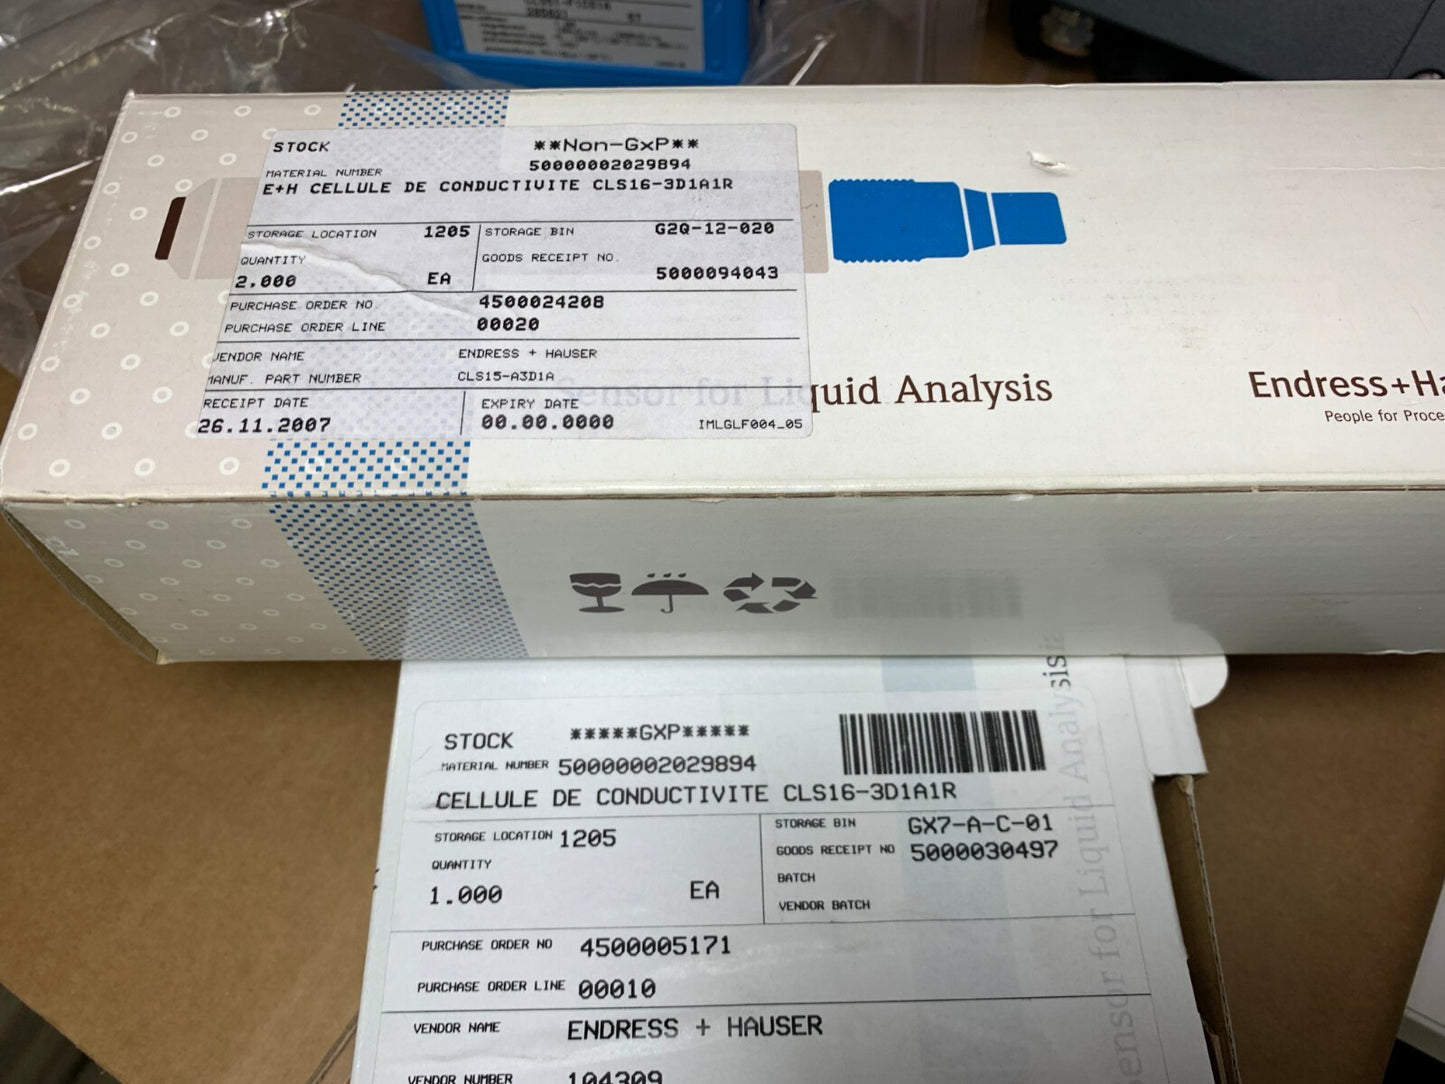 STOCK **Non-GxP**
MATERIAL NUMBER 50000002029894
E+H CELLULE DE CONDUCTIVITE CLS16-3D1A1R
STORAGE LOCATION 1205 STORAGE BIN G2Q-12-020
QUANTITY GOODS RECEIPT NO.
2.000 EA 5000094043
PURCHASE ORDER NO. 4500024208
PURCHASE ORDER LINE 00020
VENDOR NAME ENDRESS + HAUSER
MANUF. PART NUMBER CLS15-A3D1A
RECEIPT DATE EXPIRY DATE
26.11.2007 00.00.0000 IMLGLF004_05
Sensor for Liquid Analysis
Endress+Ha
People for Proce
STOCK *****GXP*****
MATERIAL NUMBER 50000002029894
CELLULE DE CONDUCTIVITE CLS16-3D1A1R
STORAGE LOCATION 1205 STORAGE BIN GX7-A-C-01
QUANTITY GOODS RECEIPT NO 5000030497
1.000 EA BATCH
VENDOR BATCH
PURCHASE ORDER NO 4500005171
PURCHASE ORDER LINE 00010
VENDOR NAME ENDRESS + HAUSER
VENDOR NUMBER 104309
Sensor for Liquid Analysis